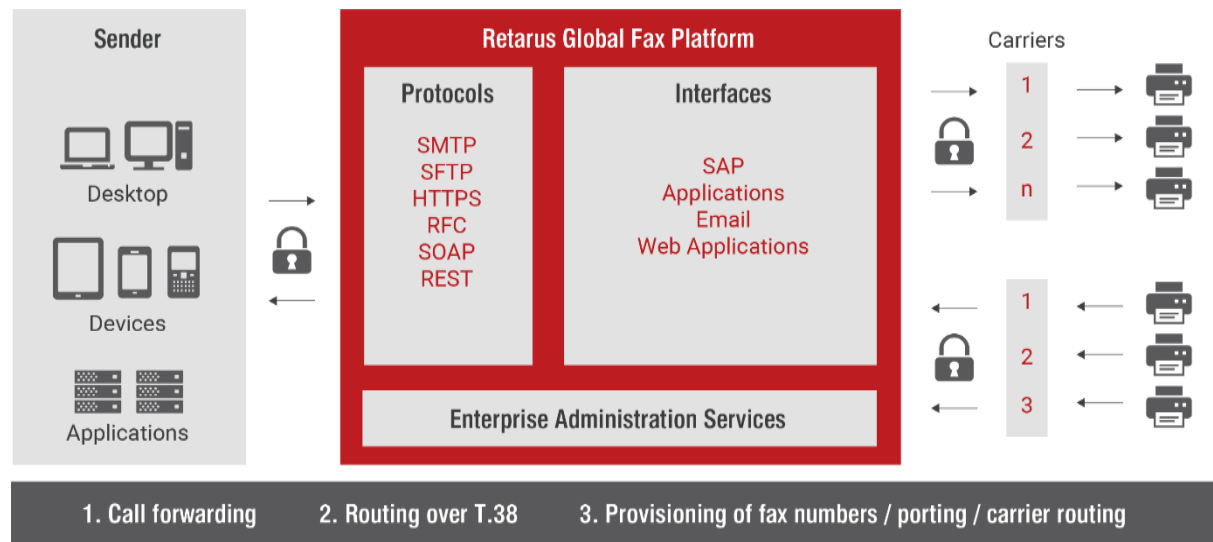 Sender
Desktop
Devices
Applications
Retarus Global Fax Platform
Protocols
SMTP
SFTP
HTTPS
RFC
SOAP
REST
Interfaces
SAP
Applications
Email
Web Applications
Enterprise Administration Services
Carriers
1
2
n
1
2
3
1. Call forwarding
2. Routing over T.38
3. Provisioning of fax numbers / porting / carrier routing